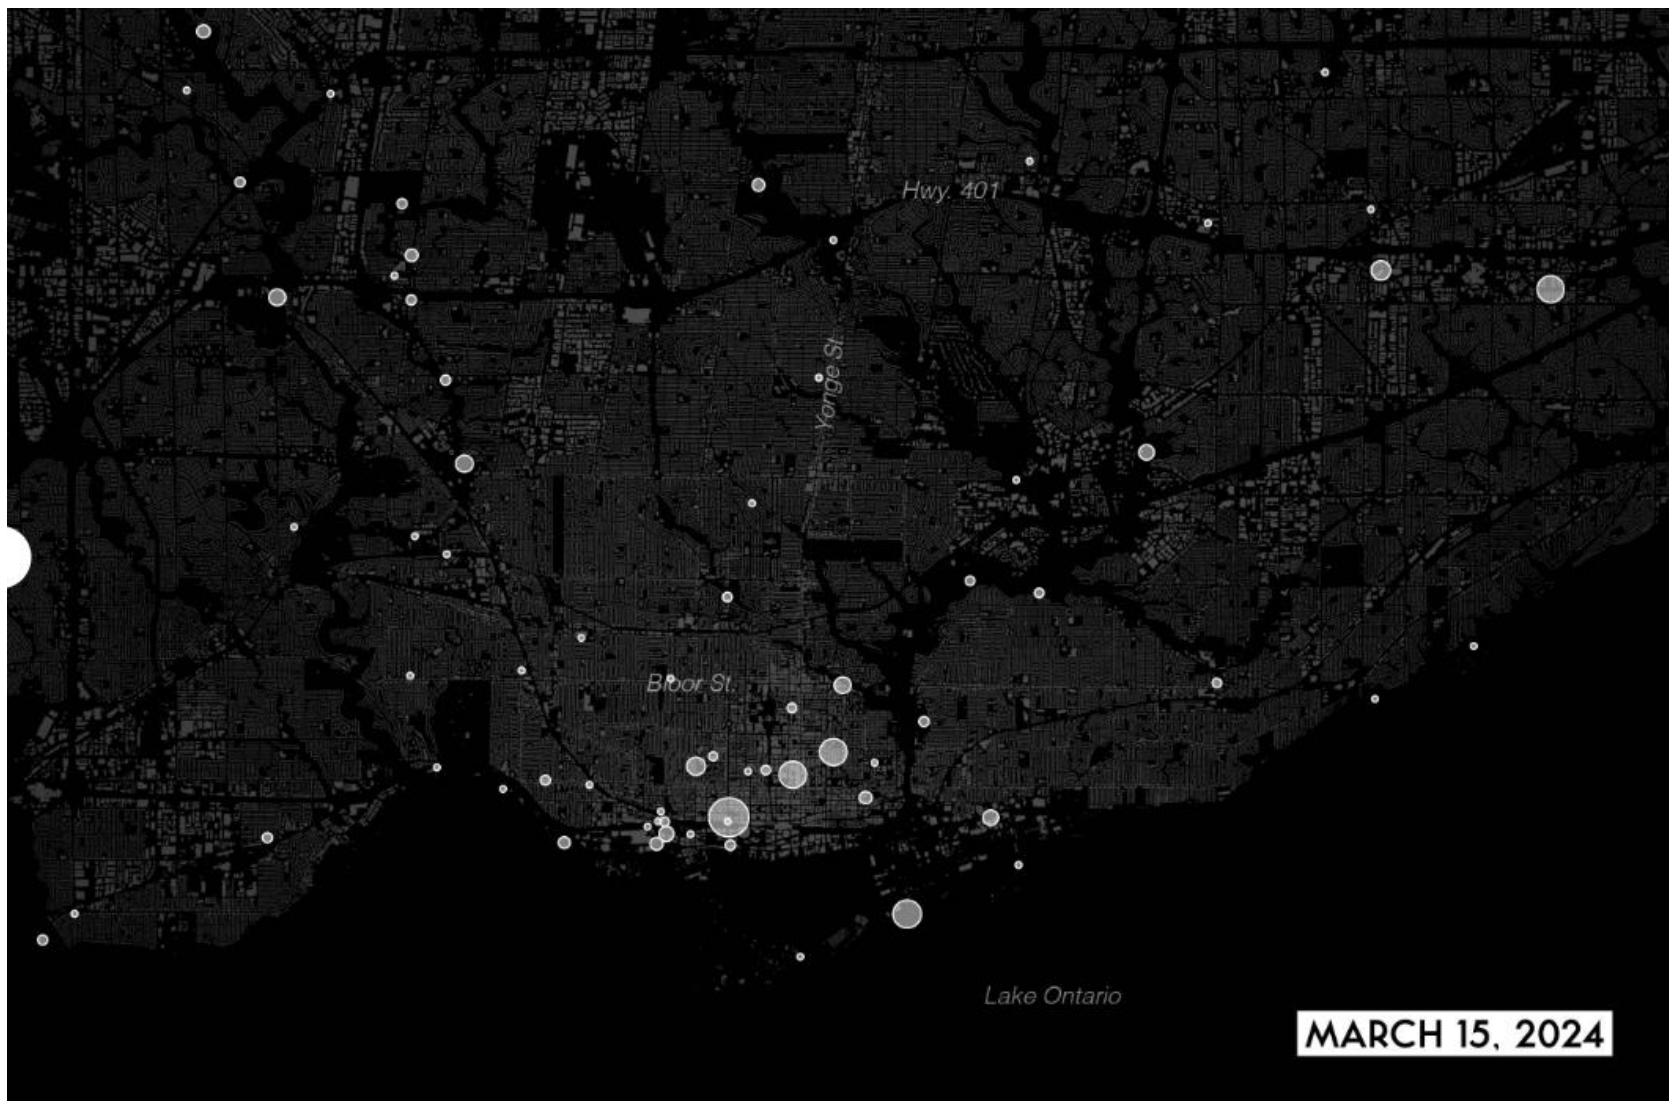 Hwy. 401
Yonge St.
Bloor St.
Lake Ontario
MARCH 15, 2024